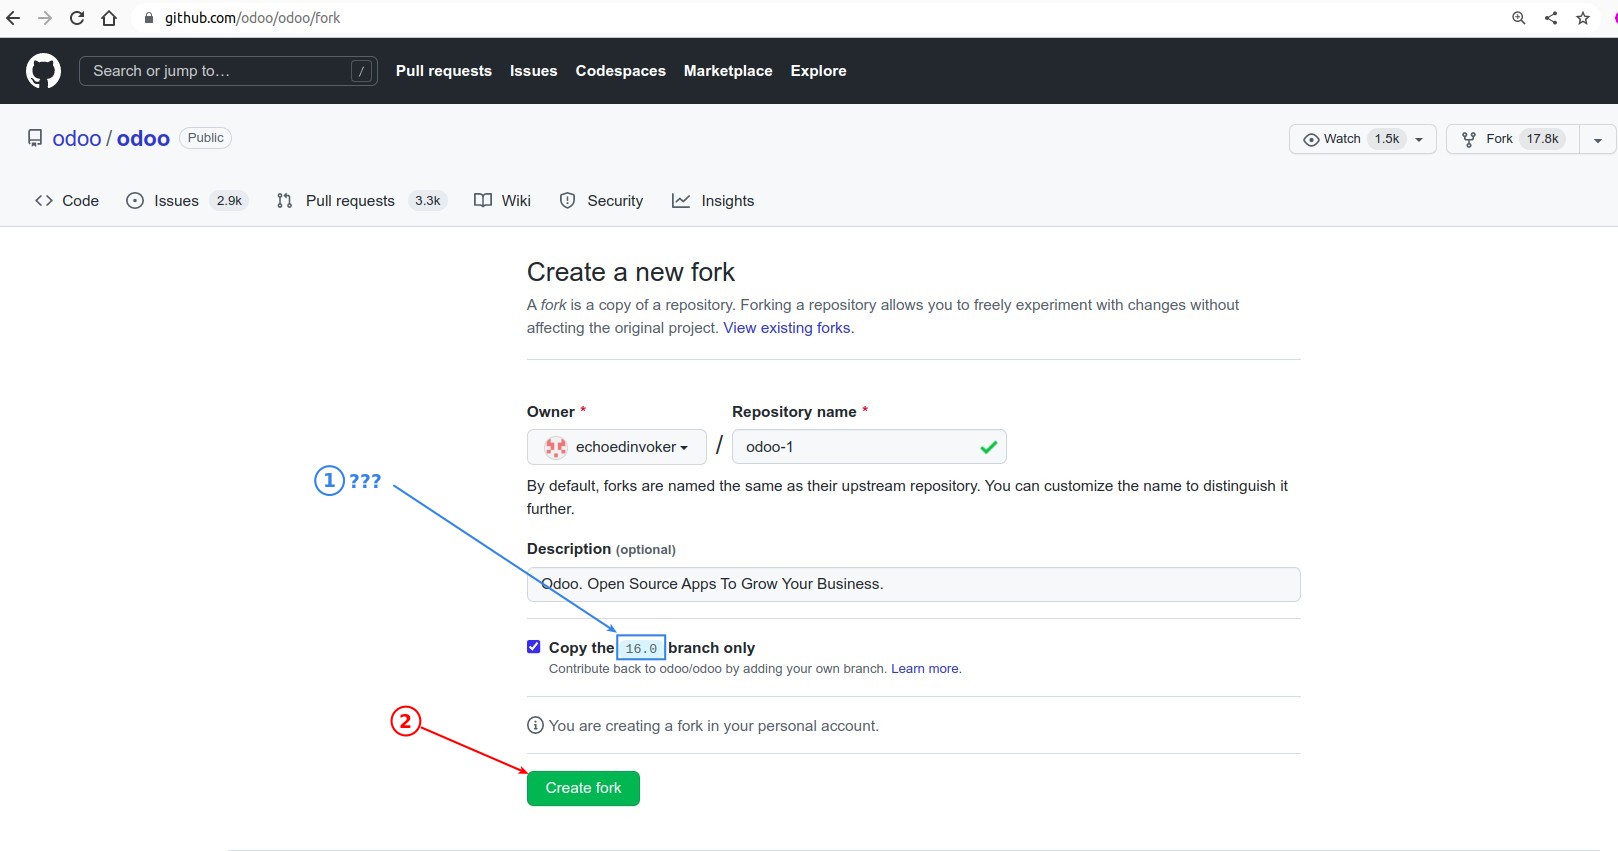 github.com/odoo/odoo/fork
Search or jump to… /
Pull requests Issues Codespaces Marketplace Explore
odoo / odoo Public
Watch 1.5k Fork 17.8k
Code Issues 2.9k Pull requests 3.3k Wiki Security Insights
Create a new fork
A fork is a copy of a repository. Forking a repository allows you to freely experiment with changes without
affecting the original project. View existing forks.
Owner * Repository name *
echoedinvoker / odoo-1
1 ???
By default, forks are named the same as their upstream repository. You can customize the name to distinguish it
further.
Description (optional)
Odoo. Open Source Apps To Grow Your Business.
Copy the 16.0 branch only
Contribute back to odoo/odoo by adding your own branch. Learn more.
2
You are creating a fork in your personal account.
Create fork